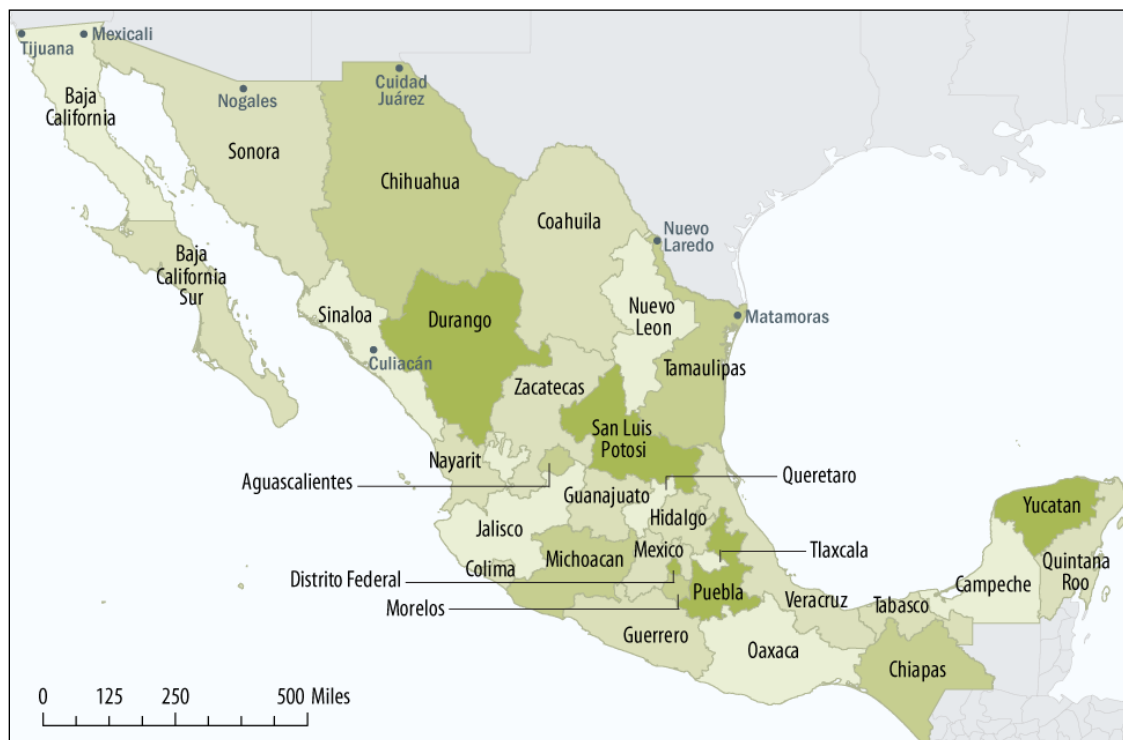 Tijuana
Mexicali
Baja
California
Nogales
Sonora
Cuidad
Juárez
Chihuahua
Coahuila
Nuevo
Laredo
Baja
California
Sur
Sinaloa
Durango
Nuevo
Leon
Matamoras
Culiacán
Zacatecas
Tamaulipas
San Luis
Potosi
Nayarit
Aguascalientes
Guanajuato
Queretaro
Jalisco
Hidalgo
Yucatan
Colima
Michoacan
Mexico
Tlaxcala
Quintana
Roo
Distrito Federal
Puebla
Campeche
Morelos
Veracruz
Tabasco
Guerrero
Oaxaca
Chiapas
0 125 250 500 Miles